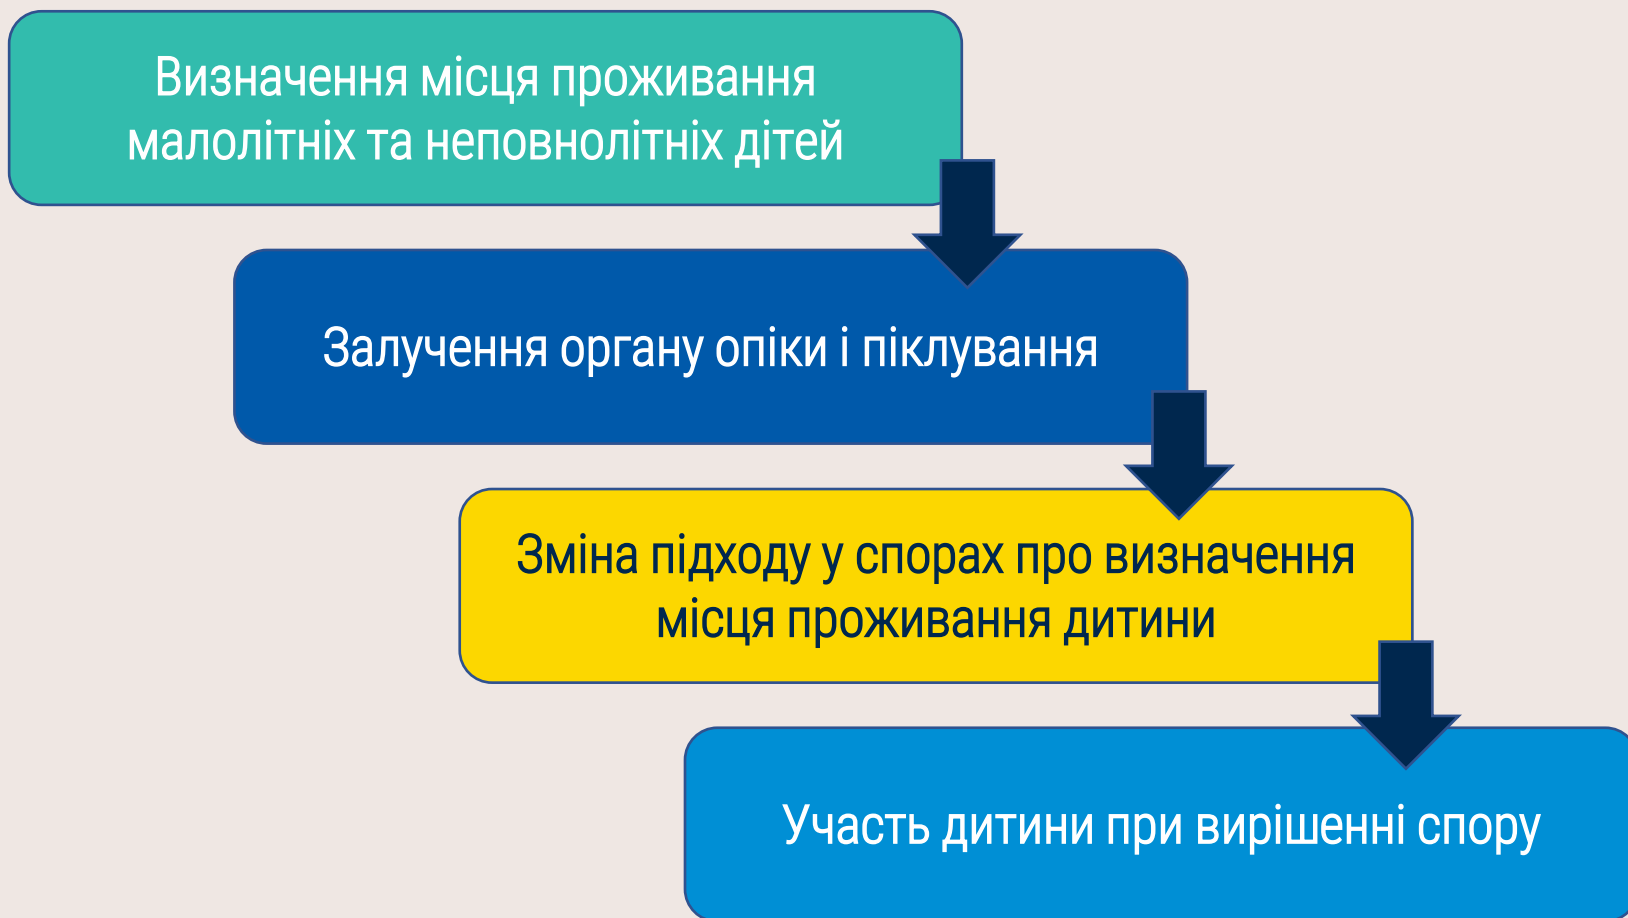 Визначення місця проживання
малолітніх та неповнолітніх дітей
Залучення органу опіки і піклування
Зміна підходу у спорах про визначення
місця проживання дитини
Участь дитини при вирішенні спору